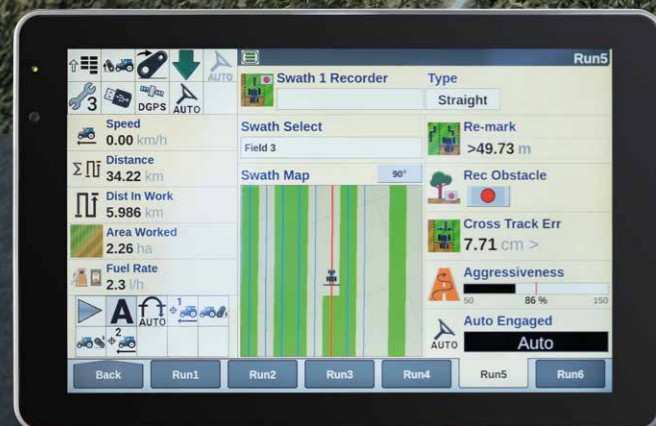 Run5
AUTO
3
DGPS
AUTO
Swath 1 Recorder
Type
Straight
Speed
0.00 km/h
Swath Select
Field 3
Re-mark
>49.73 m
Distance
34.22 km
Swath Map
90°
Rec Obstacle
Dist In Work
5.986 km
Area Worked
2.26 ha
Cross Track Err
7.71 cm >
Fuel Rate
2.3 l/h
Aggressiveness
50 86 % 150
A
AUTO
1
2
AUTO
Auto Engaged
Auto
Back
Run1
Run2
Run3
Run4
Run5
Run6